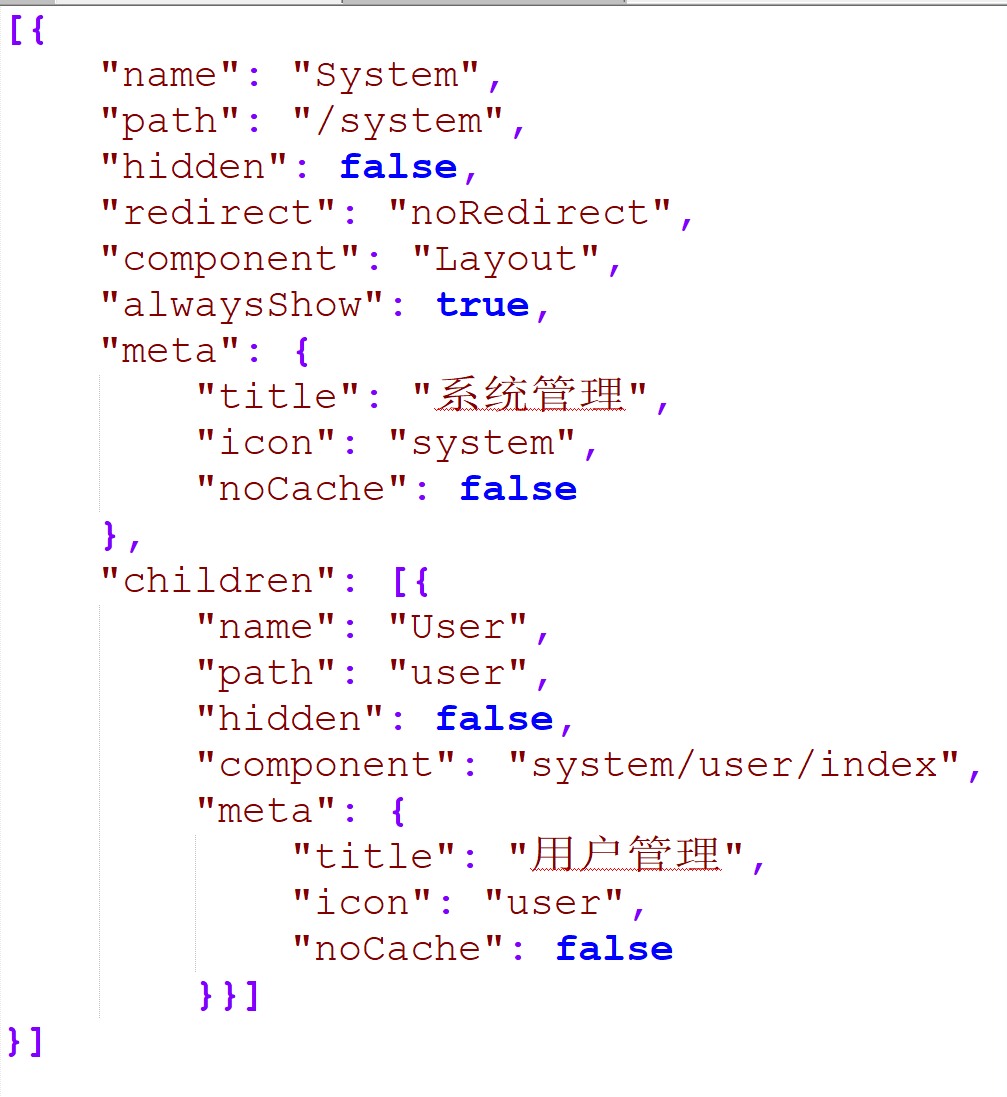 [{
    "name": "System",
    "path": "/system",
    "hidden": false,
    "redirect": "noRedirect",
    "component": "Layout",
    "alwaysShow": true,
    "meta": {
        "title": "系统管理",
        "icon": "system",
        "noCache": false
    },
    "children": [{
        "name": "User",
        "path": "user",
        "hidden": false,
        "component": "system/user/index",
        "meta": {
            "title": "用户管理",
            "icon": "user",
            "noCache": false
        }}]
}]